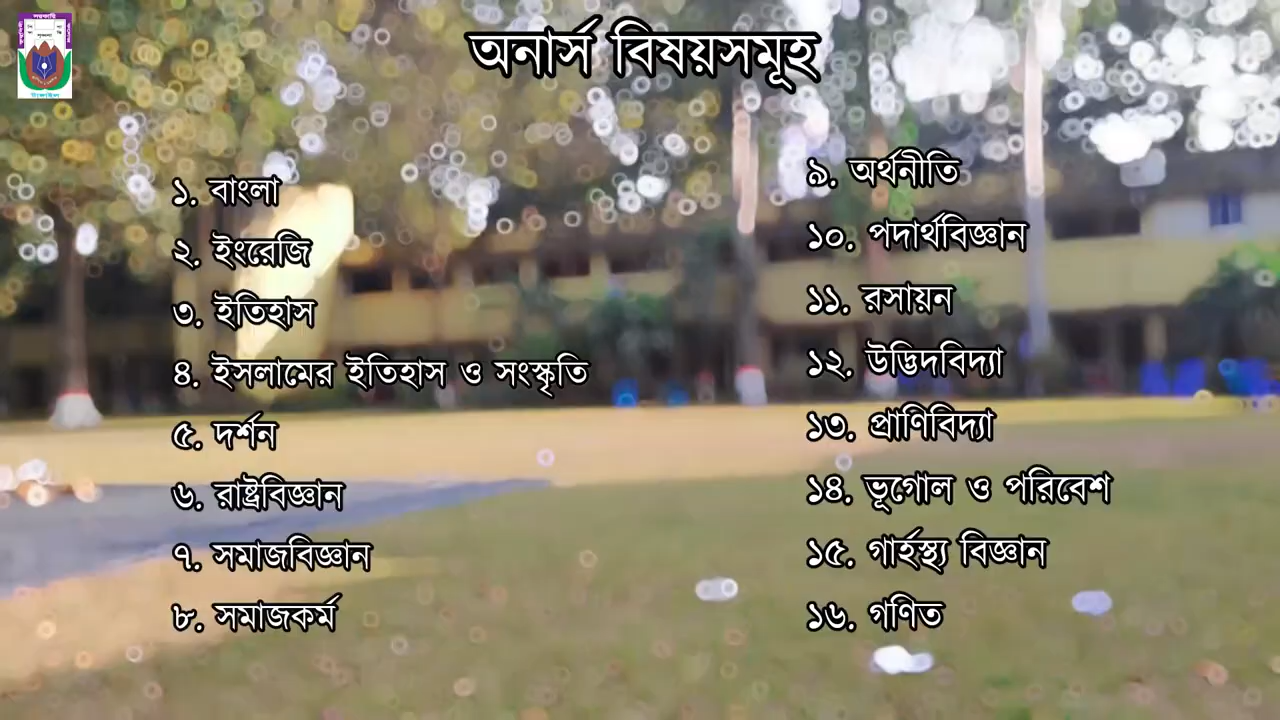 অনার্স বিষয়সমূহ
১. বাংলা
২. ইংরেজি
৩. ইতিহাস
৪. ইসলামের ইতিহাস ও সংস্কৃতি
৫. দর্শন
৬. রাষ্ট্রবিজ্ঞান
৭. সমাজবিজ্ঞান
৮. সমাজকর্ম
৯. অর্থনীতি
১০. পদার্থবিজ্ঞান
১১. রসায়ন
১২. উদ্ভিদবিদ্যা
১৩. প্রাণিবিদ্যা
১৪. ভূগোল ও পরিবেশ
১৫. গার্হস্থ্য বিজ্ঞান
১৬. গণিত